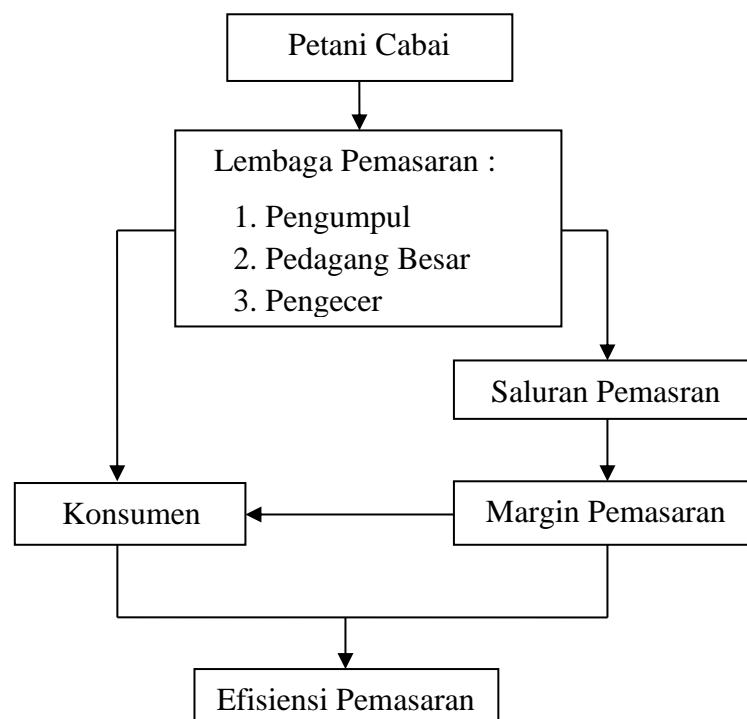 Petani Cabai
Lembaga Pemasaran :
1. Pengumpul
2. Pedagang Besar
3. Pengecer
Saluran Pemasran
Konsumen
Margin Pemasaran
Efisiensi Pemasaran